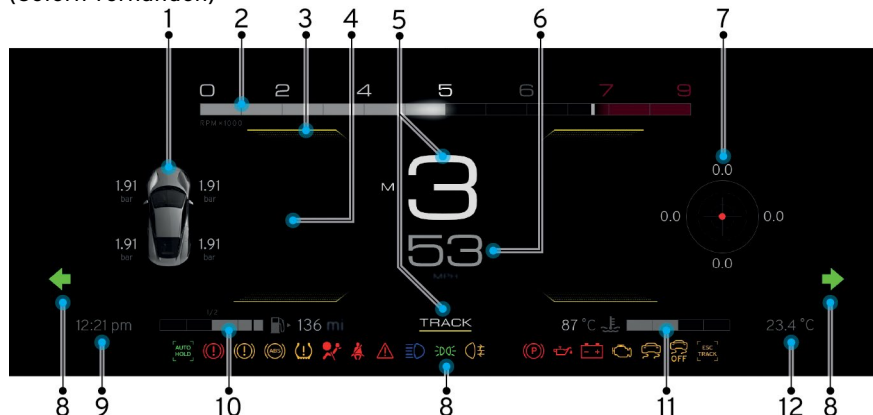 (Sofern vorhanden)
1 2 3 4 5 6 7
0 2 4 5 6 7 9
RPM×1000
0.0
M 3
1.91 1.91
bar bar
0.0 0.0
53
1.91 1.91
bar bar
MPH
0.0
1/2
12:21 pm 136 mi TRACK 87 °C 23.4 °C
AUTO HOLD ABS P OFF ESC TRACK
8 9 10 8 11 12 8